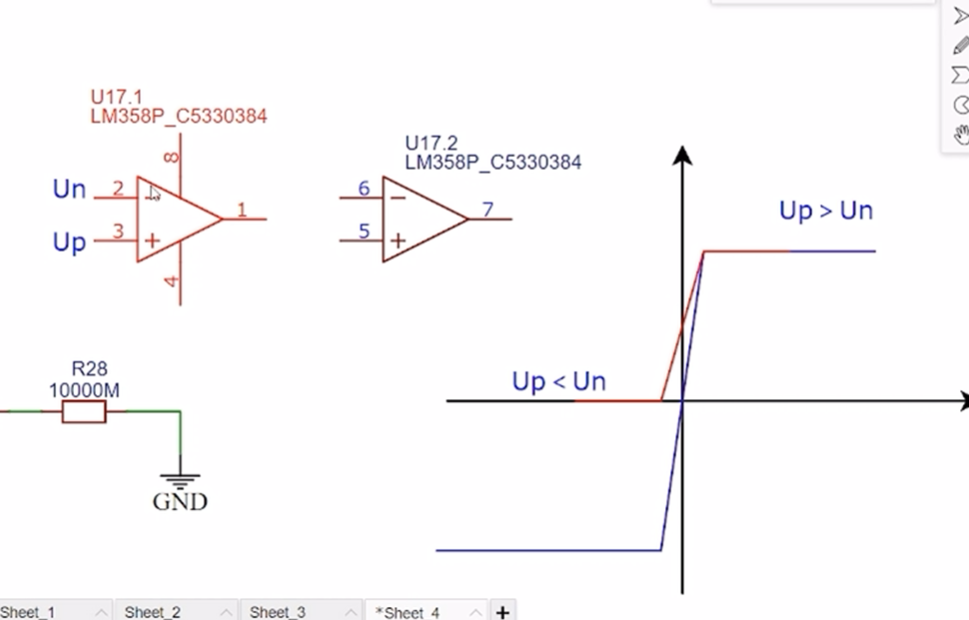 U17.1
LM358P_C5330384
8
Un 2 − 1
Up 3 +
4
U17.2
LM358P_C5330384
6 − 7
5 +
Up > Un
R28
10000M
Up < Un
GND
Sheet_1 Sheet_2 Sheet_3 *Sheet_4 +